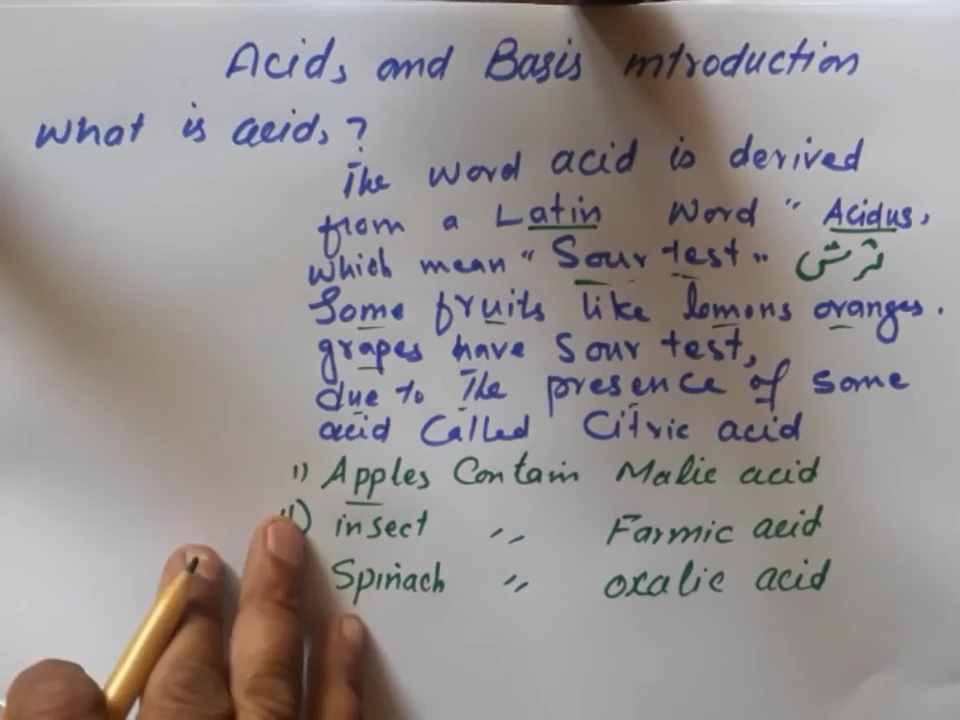 Acids and Basis introduction
What is acids?
The word acid is derived
from a Latin word "Acidus,
which mean "Sour test" ترش
Some fruits like lemons oranges.
grapes have sour test,
due to The presence of some
acid Called Citric acid
i) Apples Contain Malic acid
ii) insect ,, Farmic acid
Spinach ,, oxalic acid